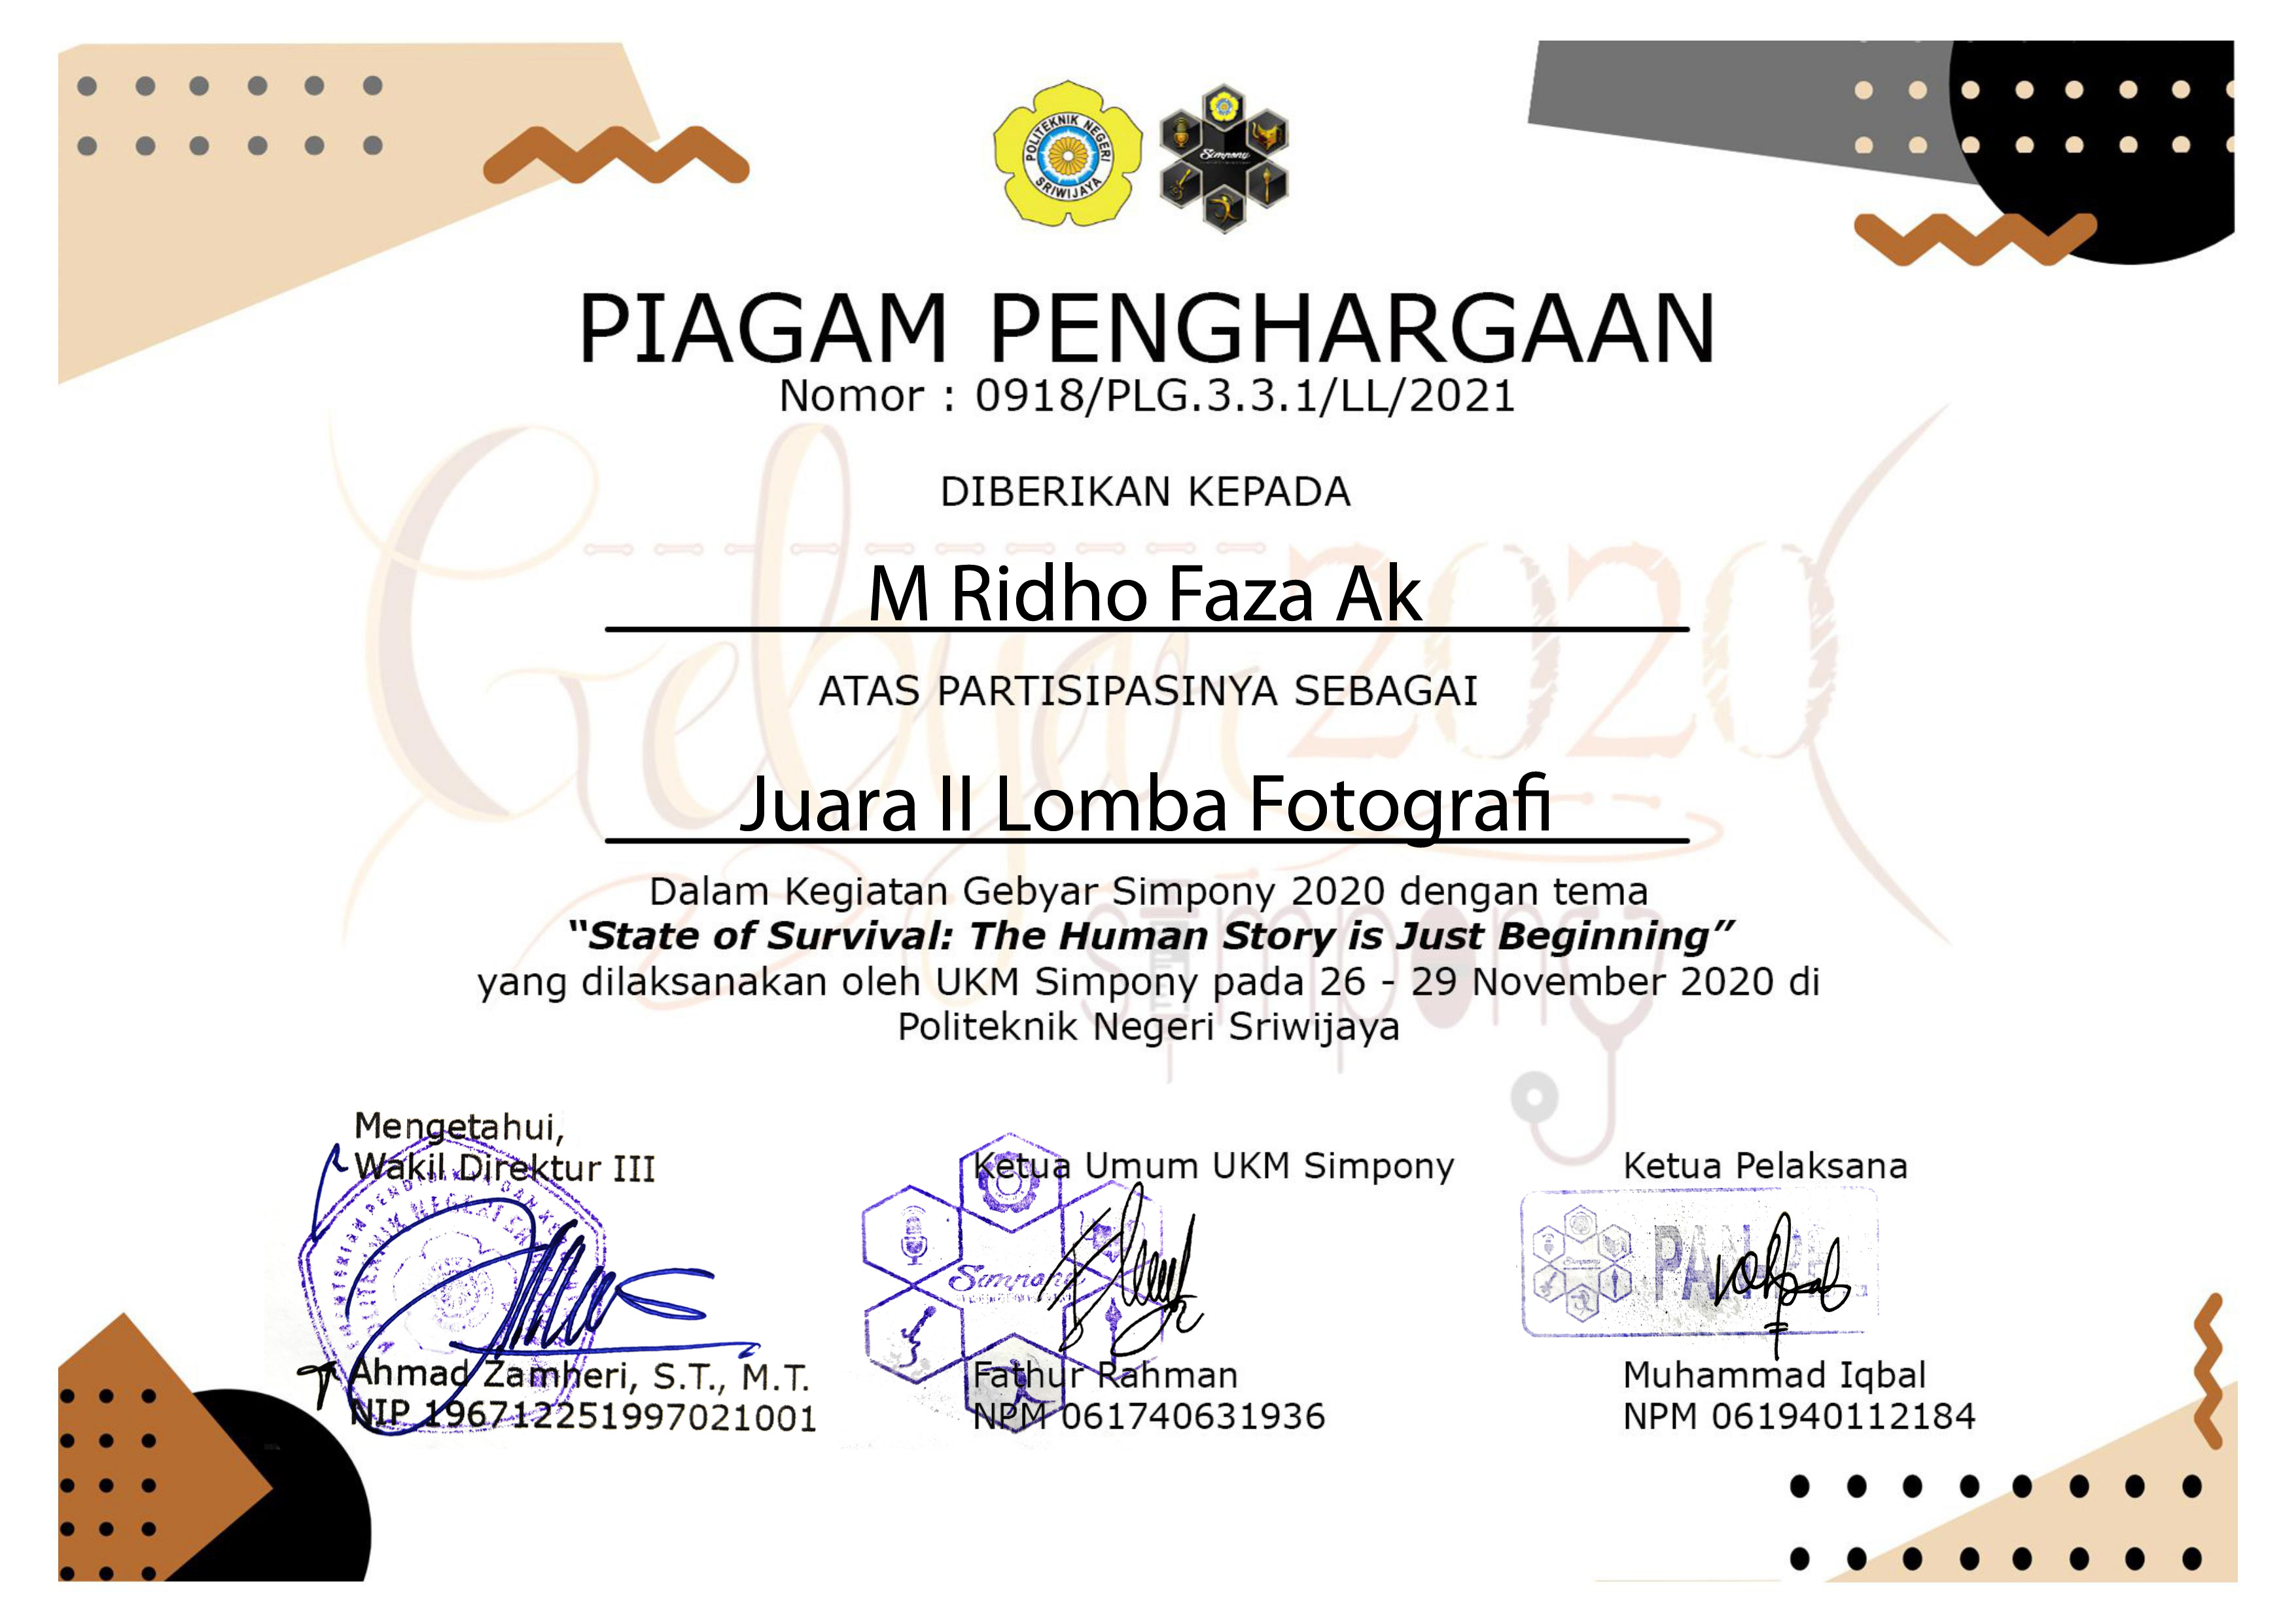 POLITEKNIK NEGERI
SRIWIJAYA
Simpony
PIAGAM PENGHARGAAN
Nomor : 0918/PLG.3.3.1/LL/2021
DIBERIKAN KEPADA
M Ridho Faza Ak
ATAS PARTISIPASINYA SEBAGAI
Juara II Lomba Fotografi
Dalam Kegiatan Gebyar Simpony 2020 dengan tema
“State of Survival: The Human Story is Just Beginning”
yang dilaksanakan oleh UKM Simpony pada 26 - 29 November 2020 di
Politeknik Negeri Sriwijaya
Gebyar 2020
Simpony
Mengetahui,
Wakil Direktur III
Ahmad Zamheri, S.T., M.T.
NIP 196712251997021001
Ketua Umum UKM Simpony
Simpony
Fathur Rahman
NPM 061740631936
Ketua Pelaksana
Muhammad Iqbal
NPM 061940112184